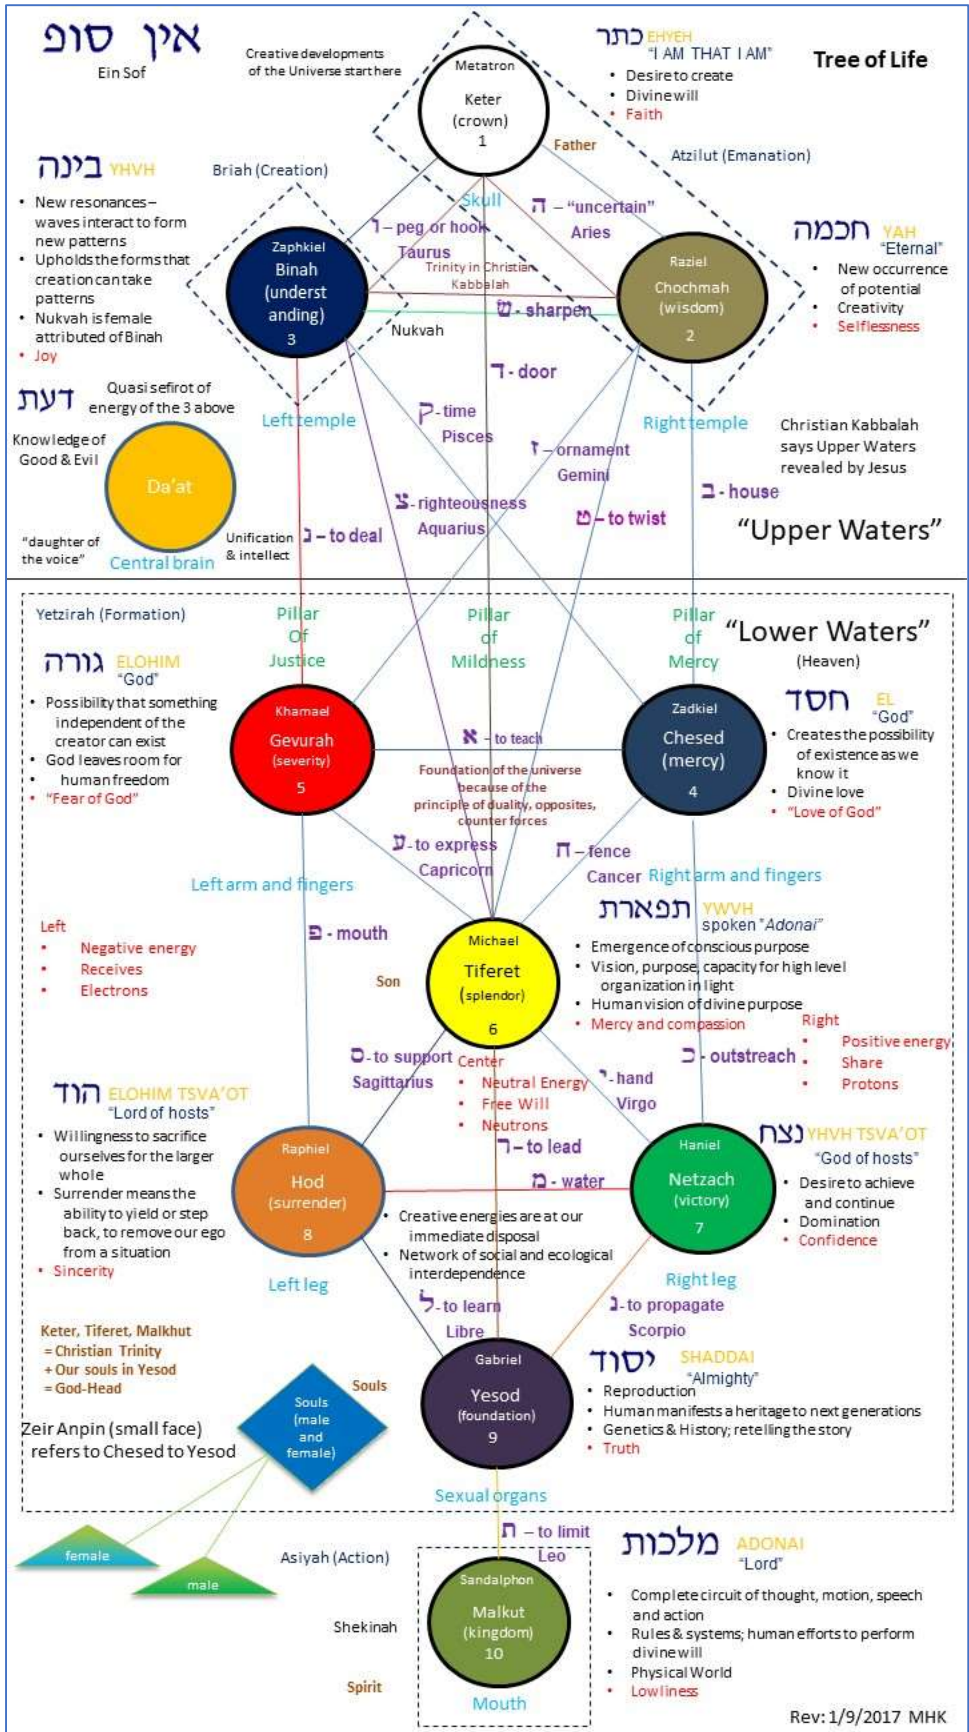 אין סופ
Ein Sof
Creative developments
of the Universe start here
Metatron
Keter
(crown)
1
כתר EHYEH
“I AM THAT I AM”
• Desire to create
• Divine will
• Faith
Tree of Life
Father
Atzilut (Emanation)
Skull
בינה YHVH
• New resonances –
waves interact to form
new patterns
• Upholds the forms that
creation can take
patterns
• Nukvah is female
attributed of Binah
• Joy
Briah (Creation)
Zaphkiel
Binah
(underst
anding)
3
ו – peg or hook
Taurus
ה – “uncertain”
Aries
Trinity in Christian
Kabbalah
ש - sharpen
Nukvah
Raziel
Chochmah
(wisdom)
2
חכמה YAH
“Eternal”
• New occurrence
of potential
• Creativity
• Selflessness
ד - door
דעת
Quasi sefirot of
energy of the 3 above
Knowledge of
Good & Evil
Da’at
“daughter of
the voice”
Unification
& intellect
Central brain
Left temple
Right temple
ק - time
Pisces
ז – ornament
Gemini
צ - righteousness
Aquarius
ט – to twist
ב - house
ג – to deal
Christian Kabbalah
says Upper Waters
revealed by Jesus
“Upper Waters”
Yetzirah (Formation)
Pillar
Of
Justice
Pillar
of
Mildness
Pillar
of
Mercy
“Lower Waters”
(Heaven)
גורה ELOHIM
“God”
• Possibility that something
independent of the
creator can exist
• God leaves room for
• human freedom
• “Fear of God”
Khamael
Gevurah
(severity)
5
א - to teach
Foundation of the universe
because of the
principle of duality, opposites,
counter forces
Zadkiel
Chesed
(mercy)
4
חסד EL
“God”
• Creates the possibility
of existence as we
know it
• Divine love
• “Love of God”
ע - to express
Capricorn
ח – fence
Cancer
Left arm and fingers
Right arm and fingers
Left
• Negative energy
• Receives
• Electrons
פ - mouth
Son
Michael
Tiferet
(splendor)
6
תפארת YWVH
spoken “Adonai”
• Emergence of conscious purpose
• Vision, purpose, capacity for high level
organization in light
• Human vision of divine purpose
• Mercy and compassion
Right
• Positive energy
• Share
• Protons
ס - to support
Sagittarius
Center
• Neutral Energy
• Free Will
• Neutrons
י - hand
Virgo
כ - outstreach
הוד ELOHIM TSVA’OT
“Lord of hosts”
• Willingness to sacrifice
ourselves for the larger
whole
• Surrender means the
ability to yield or step
back, to remove our ego
from a situation
• Sincerity
Raphiel
Hod
(surrender)
8
ר – to lead
מ - water
• Creative energies are at our
immediate disposal
• Network of social and ecological
interdependence
Haniel
Netzach
(victory)
7
נצח YHVH TSVA’OT
“God of hosts”
• Desire to achieve
and continue
• Domination
• Confidence
Left leg
Right leg
ל - to learn
Libre
נ - to propagate
Scorpio
Keter, Tiferet, Malkhut
= Christian Trinity
+ Our souls in Yesod
= God-Head
Souls
Souls
(male
and
female)
Zeir Anpin (small face)
refers to Chesed to Yesod
Gabriel
Yesod
(foundation)
9
יסוד SHADDAI
“Almighty”
• Reproduction
• Human manifests a heritage to next generations
• Genetics & History; retelling the story
• Truth
Sexual organs
female
male
Asiyah (Action)
ת – to limit
Leo
Shekinah
Spirit
Sandalphon
Malkut
(kingdom)
10
Mouth
מלכות ADONAI
“Lord”
• Complete circuit of thought, motion, speech
and action
• Rules & systems; human efforts to perform
divine will
• Physical World
• Lowliness
Rev: 1/9/2017 MHK